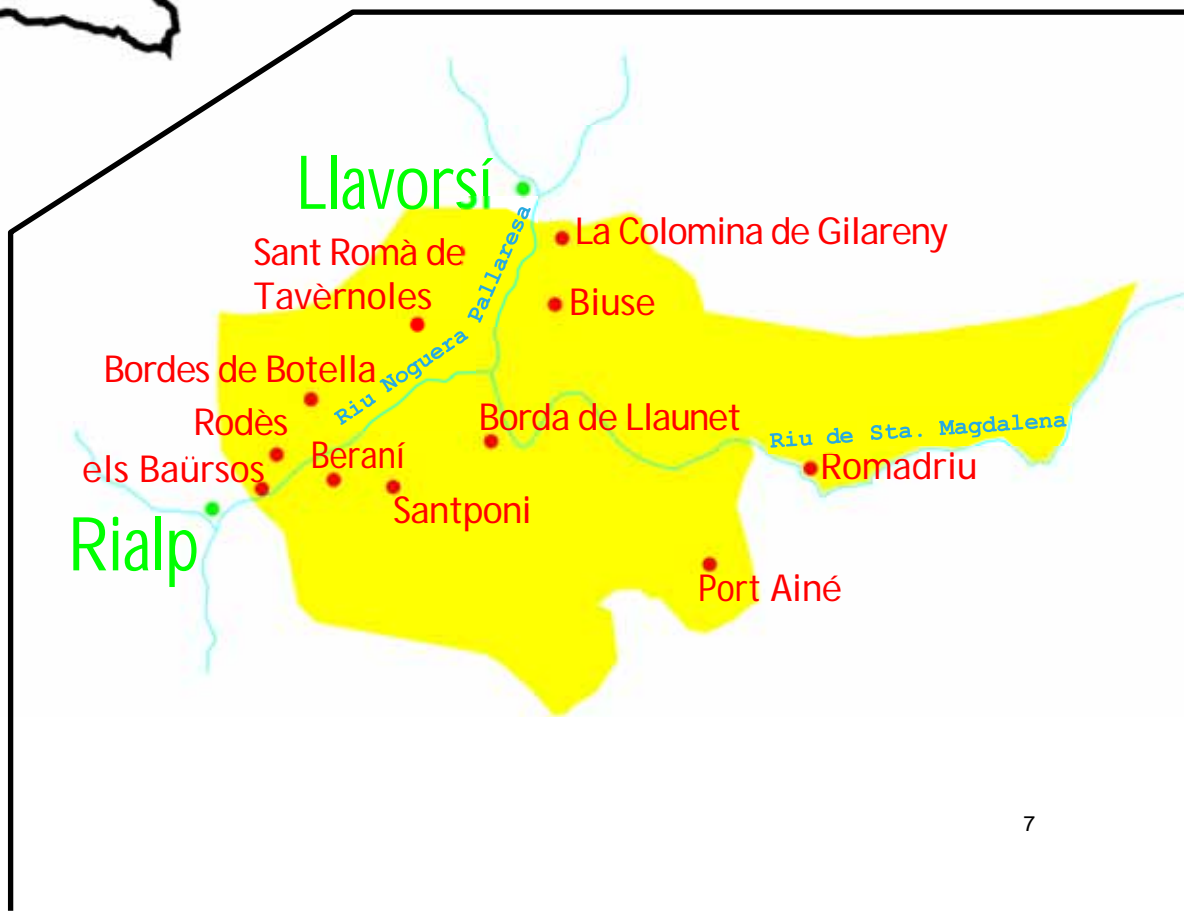 Llavorsí
La Colomina de Gilareny
Sant Romà de
Tavèrnoles
Riu Noguera Pallaresa
Biuse
Bordes de Botella
Rodès
Borda de Llaunet
Riu de Sta. Magdalena
els Baürsos
Beraní
Romadriu
Santponi
Rialp
Port Ainé
7